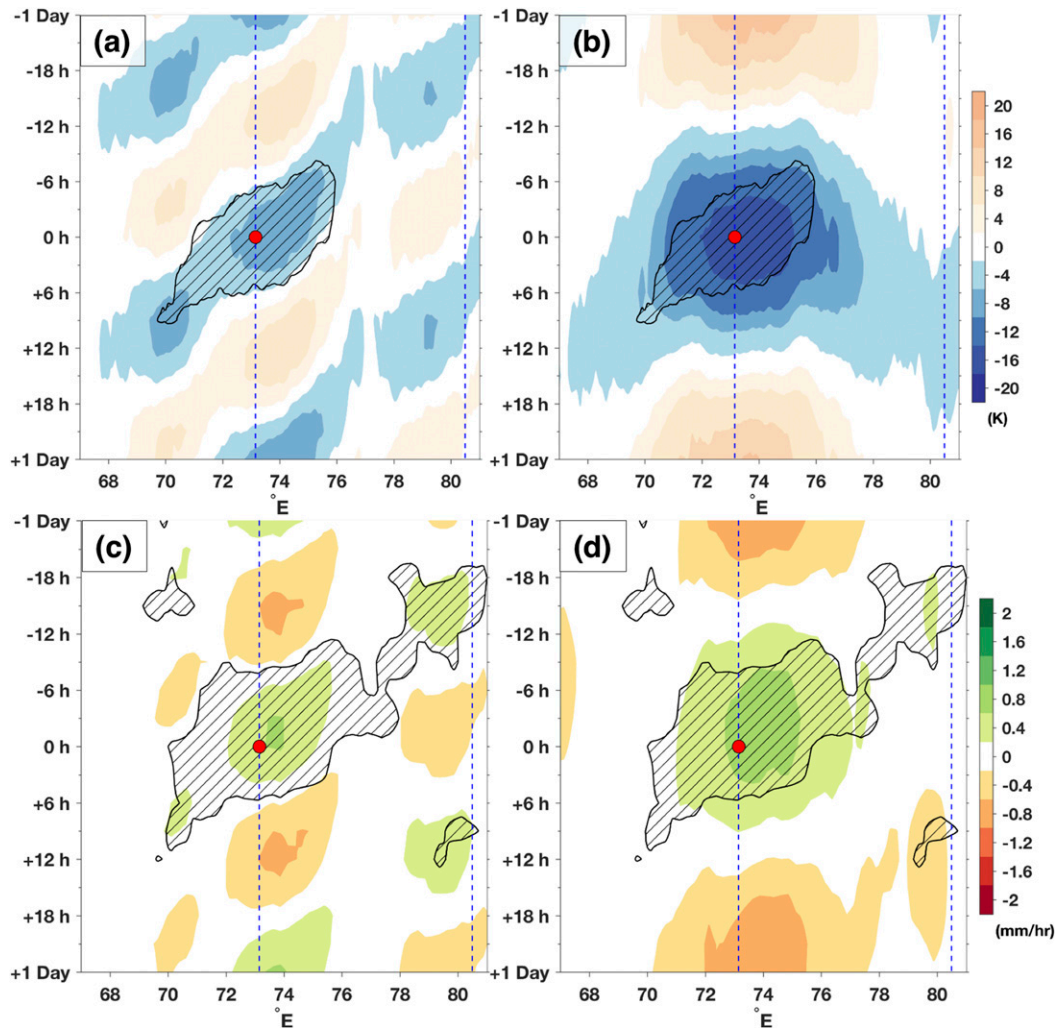 (a)
(b)
-1 Day
-18 h
-12 h
-6 h
0 h
+6 h
+12 h
+18 h
+1 Day
68 70 72 74 76 78 80
°E
-1 Day
-18 h
-12 h
-6 h
0 h
+6 h
+12 h
+18 h
+1 Day
68 70 72 74 76 78 80
°E
20
16
12
8
4
0
-4
-8
-12
-16
-20
(K)
(c)
(d)
-1 Day
-18 h
-12 h
-6 h
0 h
+6 h
+12 h
+18 h
+1 Day
68 70 72 74 76 78 80
°E
-1 Day
-18 h
-12 h
-6 h
0 h
+6 h
+12 h
+18 h
+1 Day
68 70 72 74 76 78 80
°E
2
1.6
1.2
0.8
0.4
0
-0.4
-0.8
-1.2
-1.6
-2
(mm/hr)